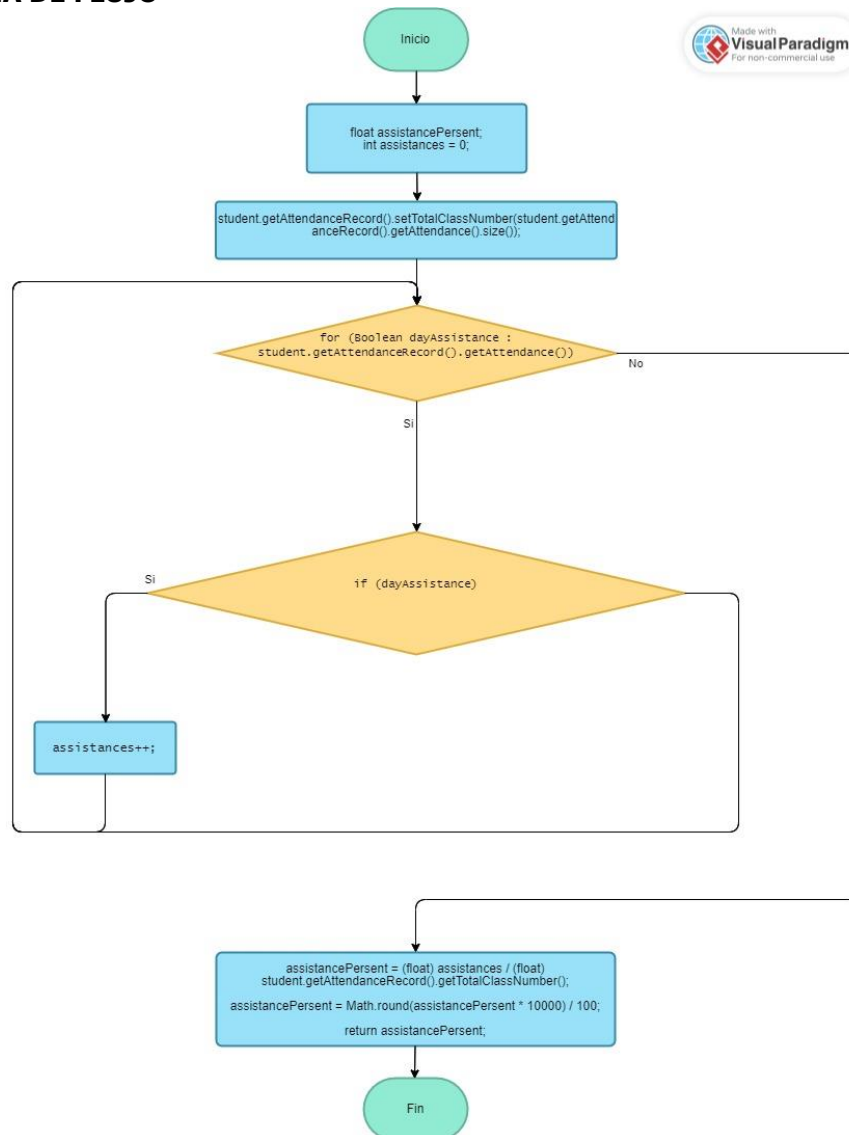 Inicio
Made with
Visual Paradigm
For non-commercial use
float assistancePersent;
int assistances = 0;
student.getAttendanceRecord().setTotalClassNumber(student.getAttend
anceRecord().getAttendance().size());
for (Boolean dayAssistance :
student.getAttendanceRecord().getAttendance())
No
Si
if (dayAssistance)
Si
assistances++;
assistancePersent = (float) assistances / (float)
student.getAttendanceRecord().getTotalClassNumber();
assistancePersent = Math.round(assistancePersent * 10000) / 100;
return assistancePersent;
Fin